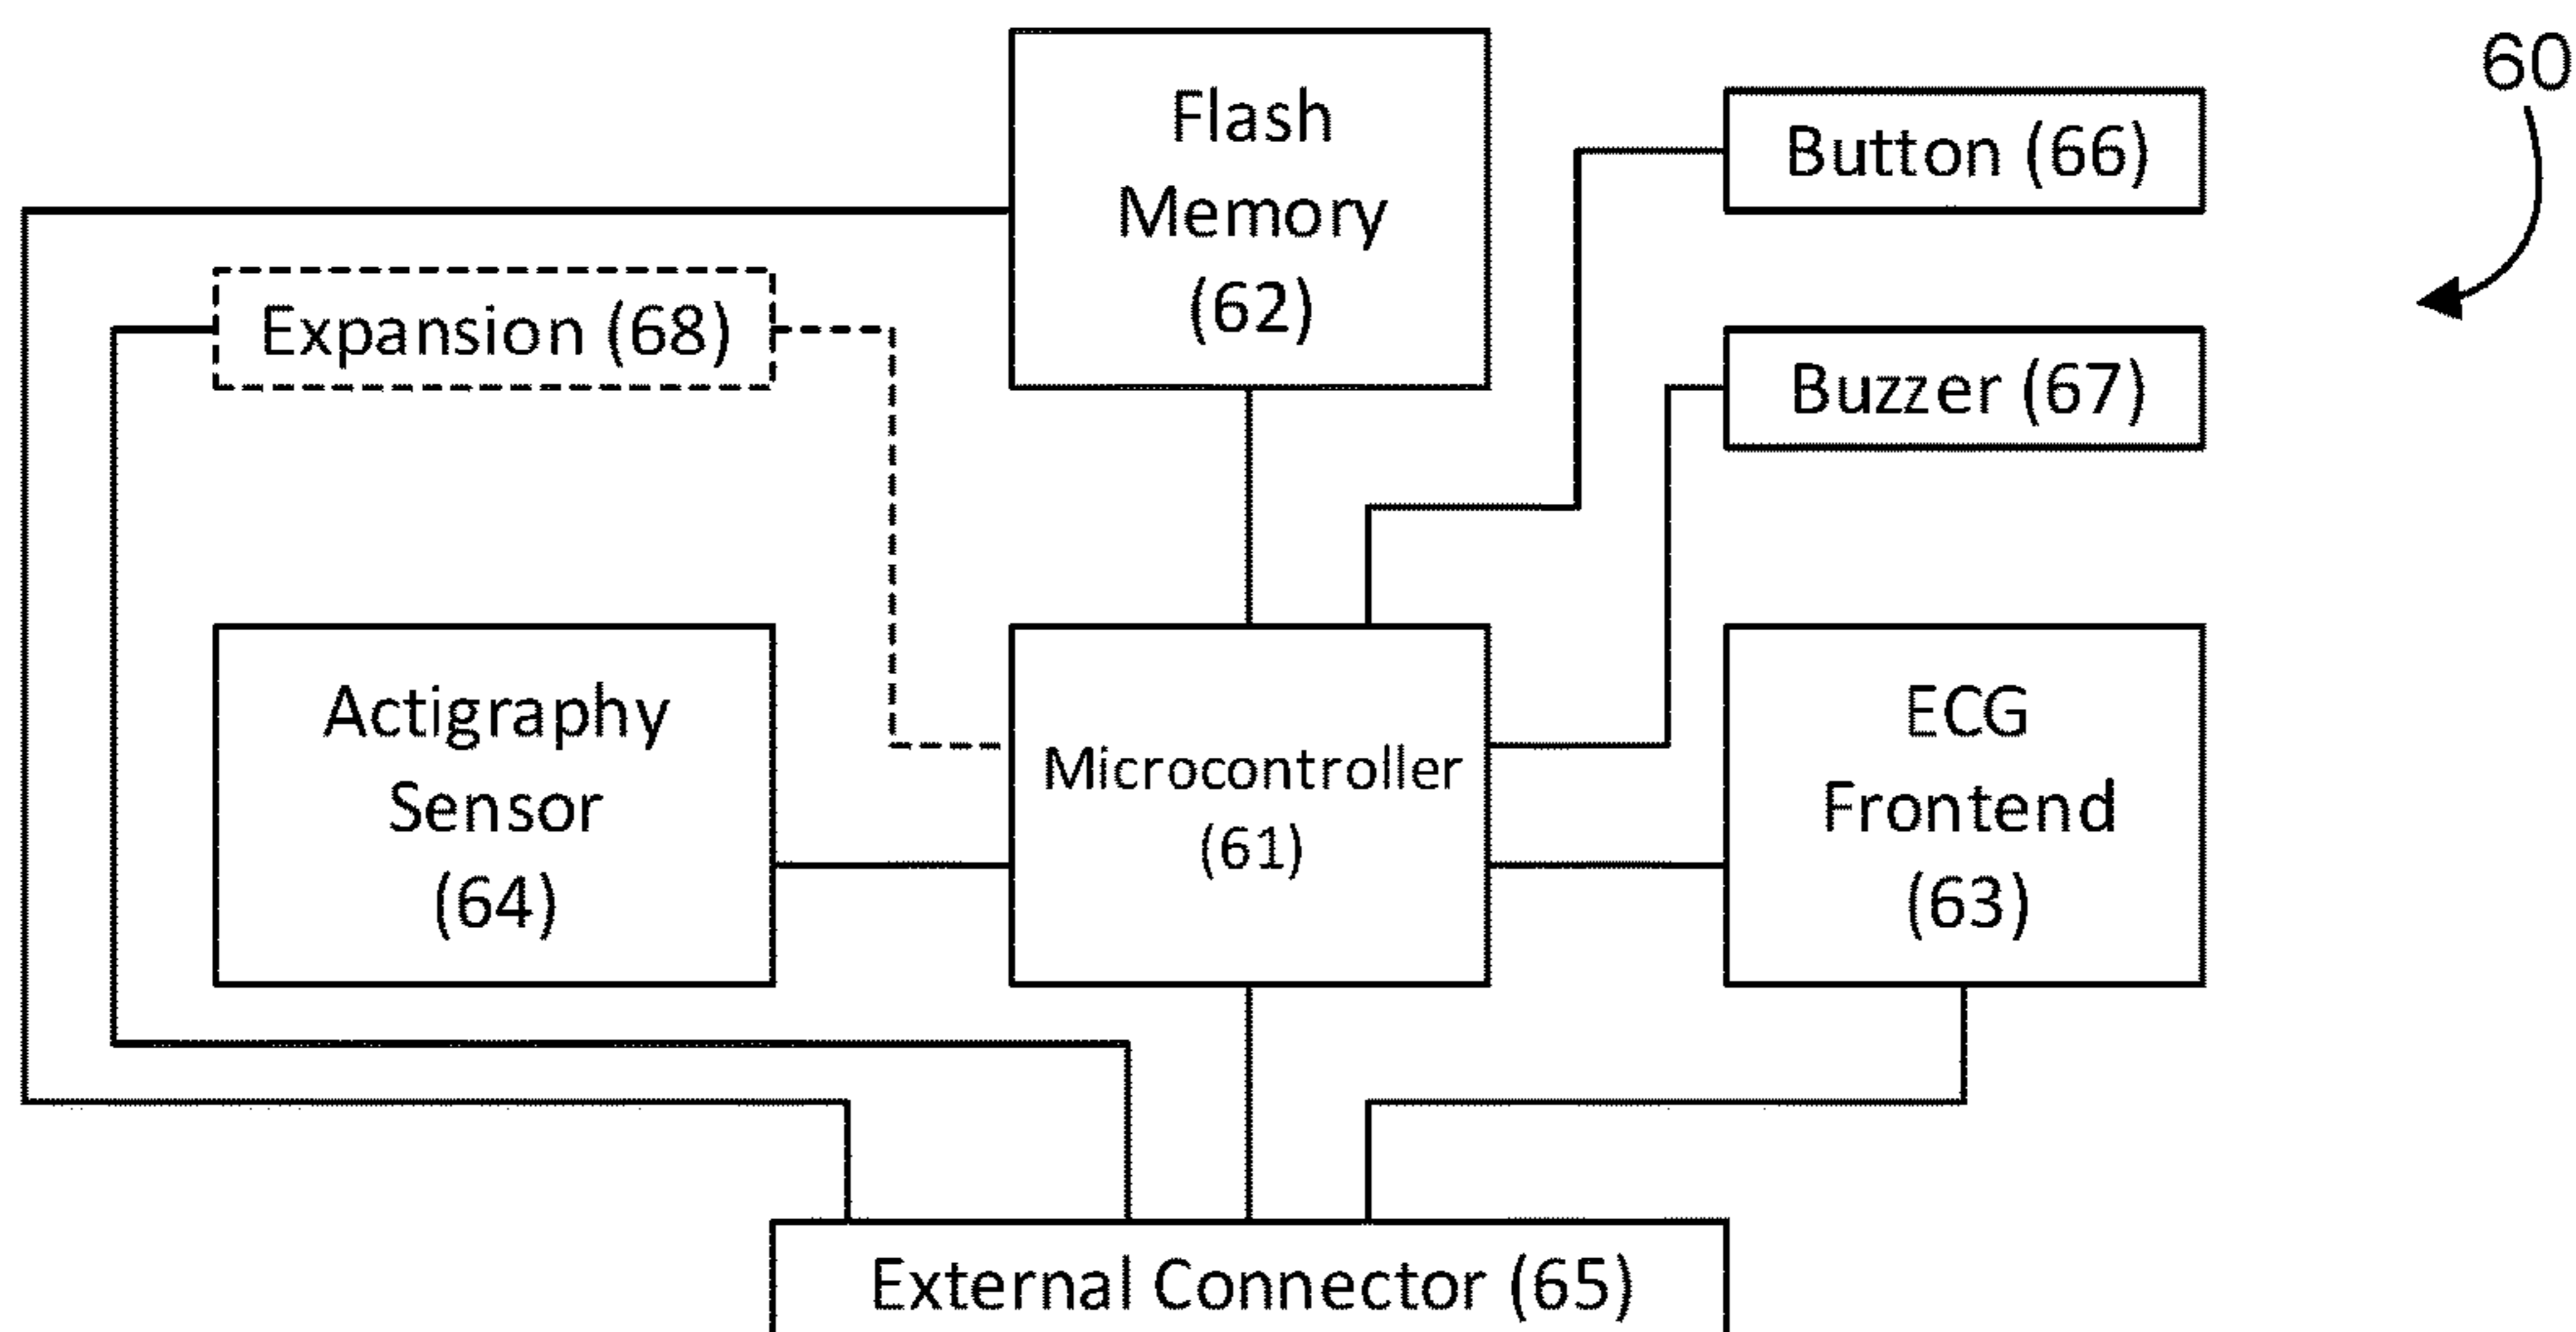 60
Flash
Memory
(62)
Button (66)
Expansion (68)
Buzzer (67)
Actigraphy
Sensor
(64)
Microcontroller
(61)
ECG
Frontend
(63)
External Connector (65)